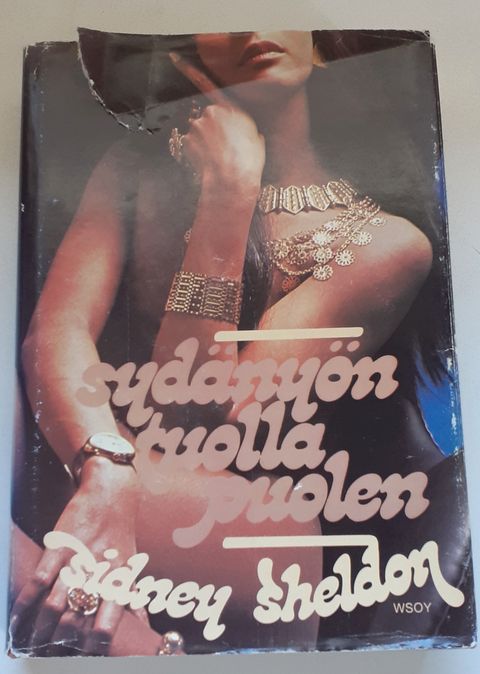 sydänyön
tuolla
puolen
sidney sheldon
WSOY